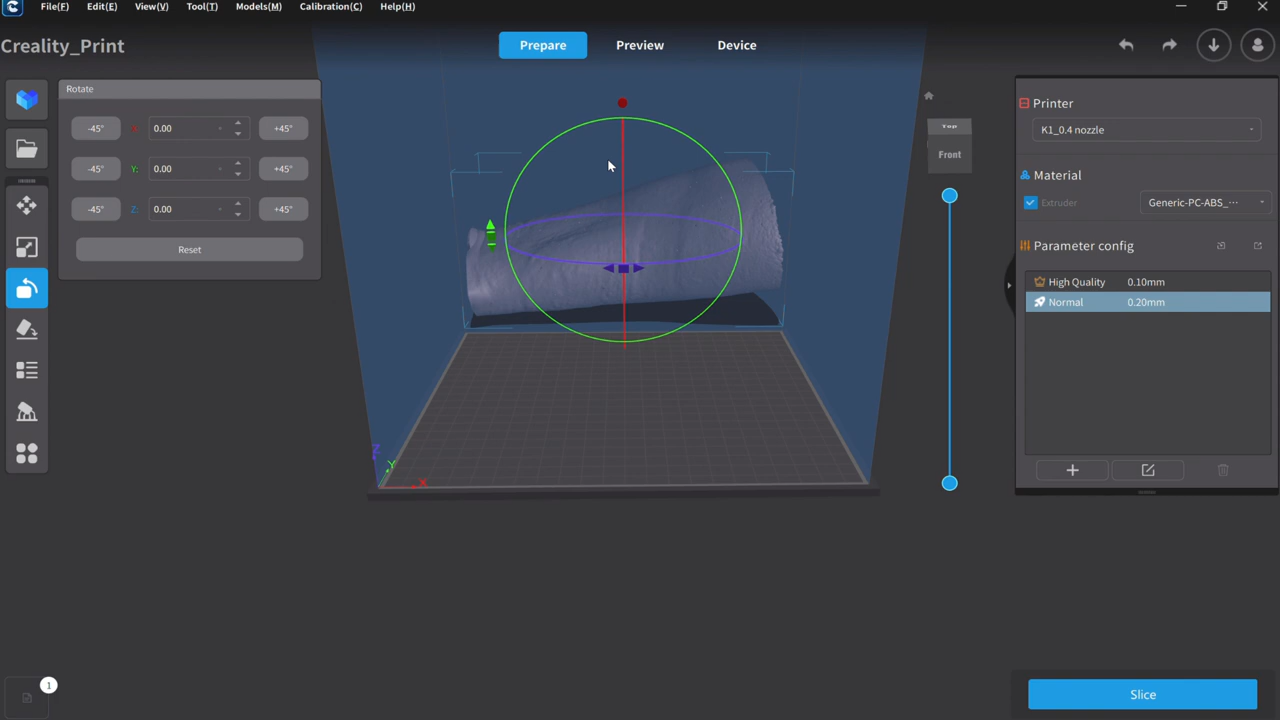 File(E) Edit(E) View(V) Tool(T) Models(M) Calibration(C) Help(H)
Creality_Print
Prepare
Preview
Device
Rotate
-45° X: 0.00 +45°
-45° Y: 0.00 +45°
-45° Z: 0.00 +45°
Reset
Front
Z
Y
X
Printer
K1_0.4 nozzle
Material
Extruder
Generic-PC-ABS_···
Parameter config
High Quality 0.10mm
Normal 0.20mm
1
Slice